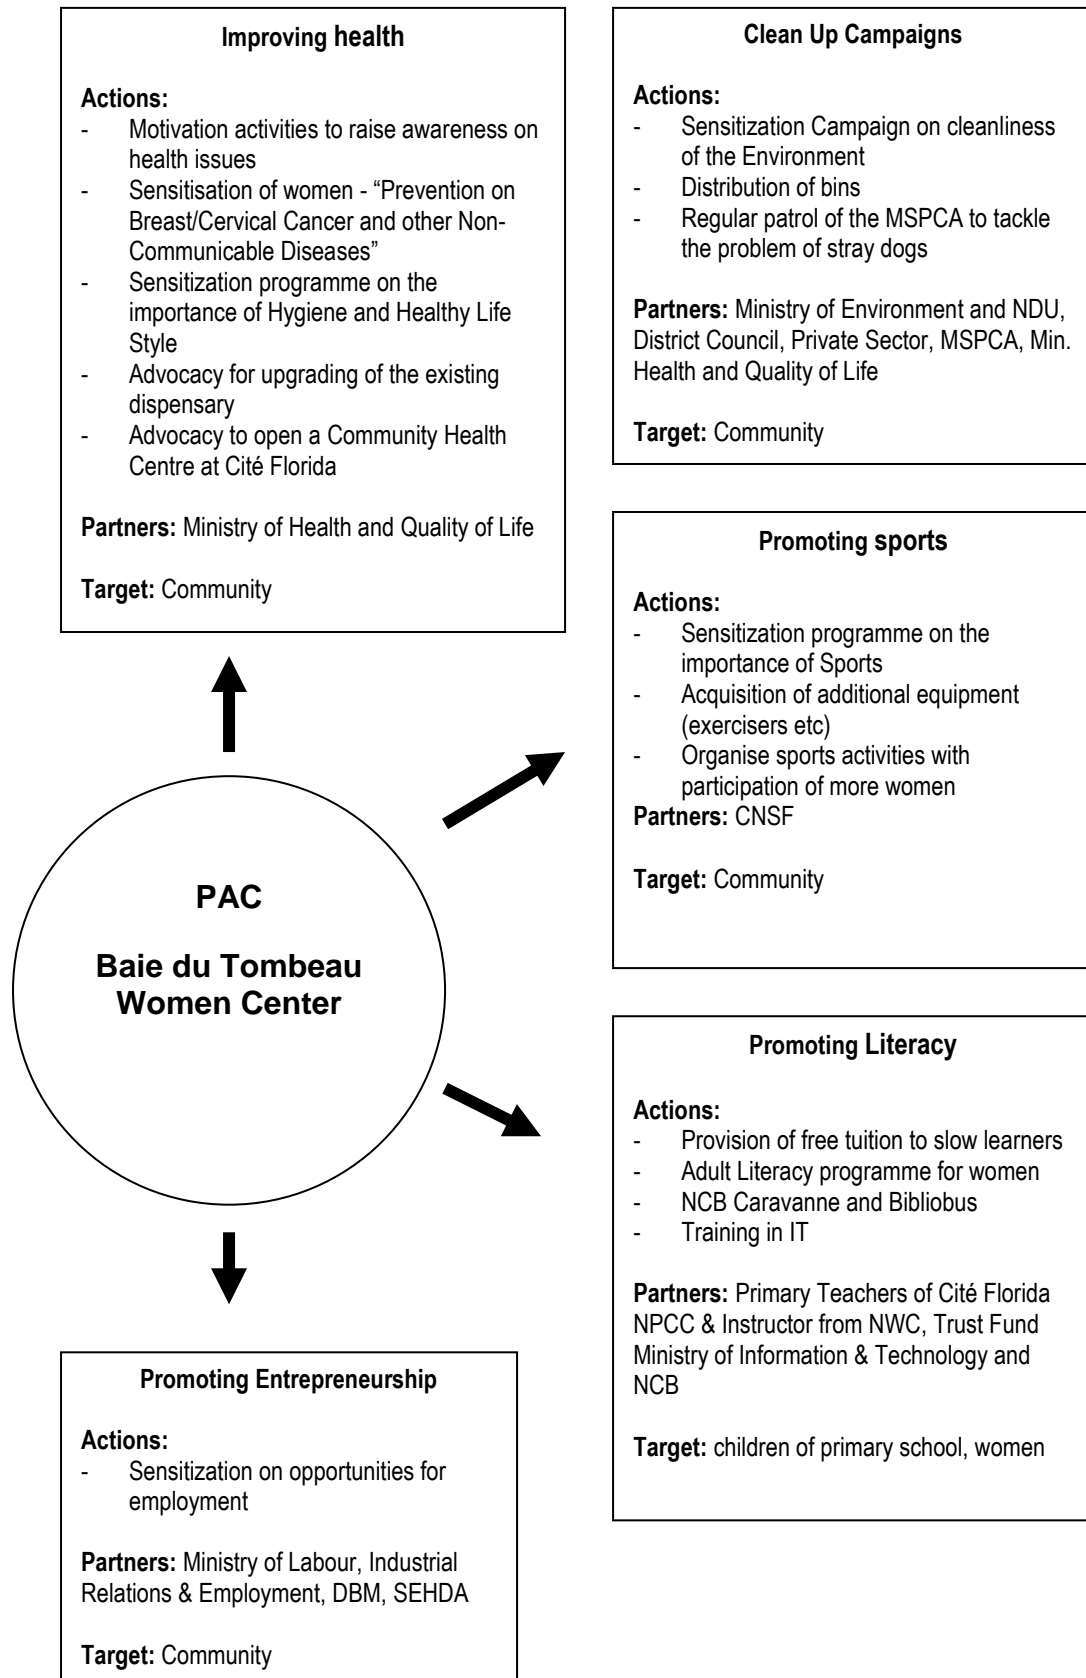 Improving health
Actions:
- Motivation activities to raise awareness on
health issues
- Sensitisation of women - “Prevention on
Breast/Cervical Cancer and other Non-
Communicable Diseases”
- Sensitization programme on the
importance of Hygiene and Healthy Life
Style
- Advocacy for upgrading of the existing
dispensary
- Advocacy to open a Community Health
Centre at Cité Florida
Partners: Ministry of Health and Quality of Life
Target: Community
Clean Up Campaigns
Actions:
- Sensitization Campaign on cleanliness
of the Environment
- Distribution of bins
- Regular patrol of the MSPCA to tackle
the problem of stray dogs
Partners: Ministry of Environment and NDU,
District Council, Private Sector, MSPCA, Min.
Health and Quality of Life
Target: Community
Promoting sports
Actions:
- Sensitization programme on the
importance of Sports
- Acquisition of additional equipment
(exercisers etc)
- Organise sports activities with
participation of more women
Partners: CNSF
Target: Community
PAC
Baie du Tombeau
Women Center
Promoting Literacy
Actions:
- Provision of free tuition to slow learners
- Adult Literacy programme for women
- NCB Caravanne and Bibliobus
- Training in IT
Partners: Primary Teachers of Cité Florida
NPCC & Instructor from NWC, Trust Fund
Ministry of Information & Technology and
NCB
Target: children of primary school, women
Promoting Entrepreneurship
Actions:
- Sensitization on opportunities for
employment
Partners: Ministry of Labour, Industrial
Relations & Employment, DBM, SEHDA
Target: Community